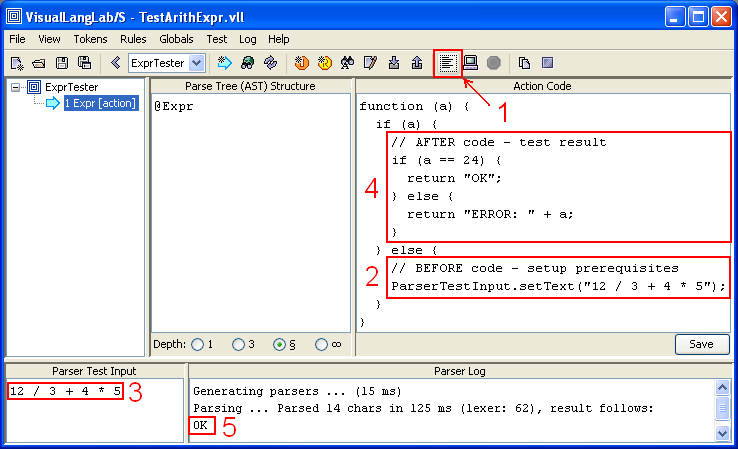 VisualLangLab/S - TestArithExpr.vll
File View Tokens Rules Globals Test Log Help
ExprTester
1
ExprTester
1 Expr [action]
Parse Tree (AST) Structure
@Expr
Depth: 1 3 § ∞
Action Code
function (a) {
if (a) {
// AFTER code - test result
if (a == 24) {
return "OK";
} else {
return "ERROR: " + a;
}
4
} else {
// BEFORE code - setup prerequisites
ParserTestInput.setText("12 / 3 + 4 * 5");
2
}
}
Save
Parser Test Input
12 / 3 + 4 * 5
3
Parser Log
Generating parsers ... (15 ms)
Parsing ... Parsed 14 chars in 125 ms (lexer: 62), result follows:
OK
5